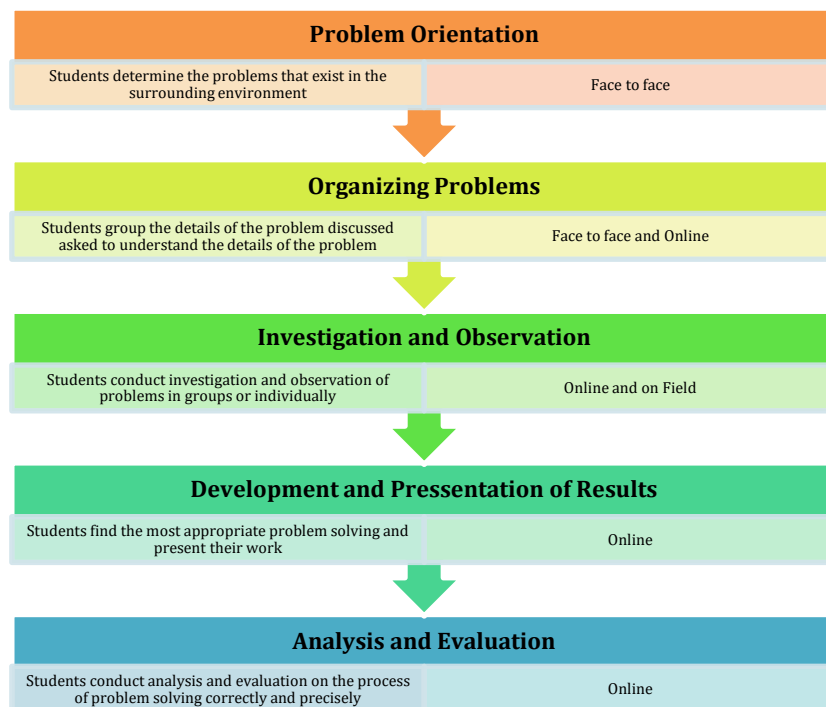 Problem Orientation
Students determine the problems that exist in the
surrounding environment
Face to face
Organizing Problems
Students group the details of the problem discussed
asked to understand the details of the problem
Face to face and Online
Investigation and Observation
Students conduct investigation and observation of
problems in groups or individually
Online and on Field
Development and Pressentation of Results
Students find the most appropriate problem solving and
present their work
Online
Analysis and Evaluation
Students conduct analysis and evaluation on the process
of problem solving correctly and precisely
Online